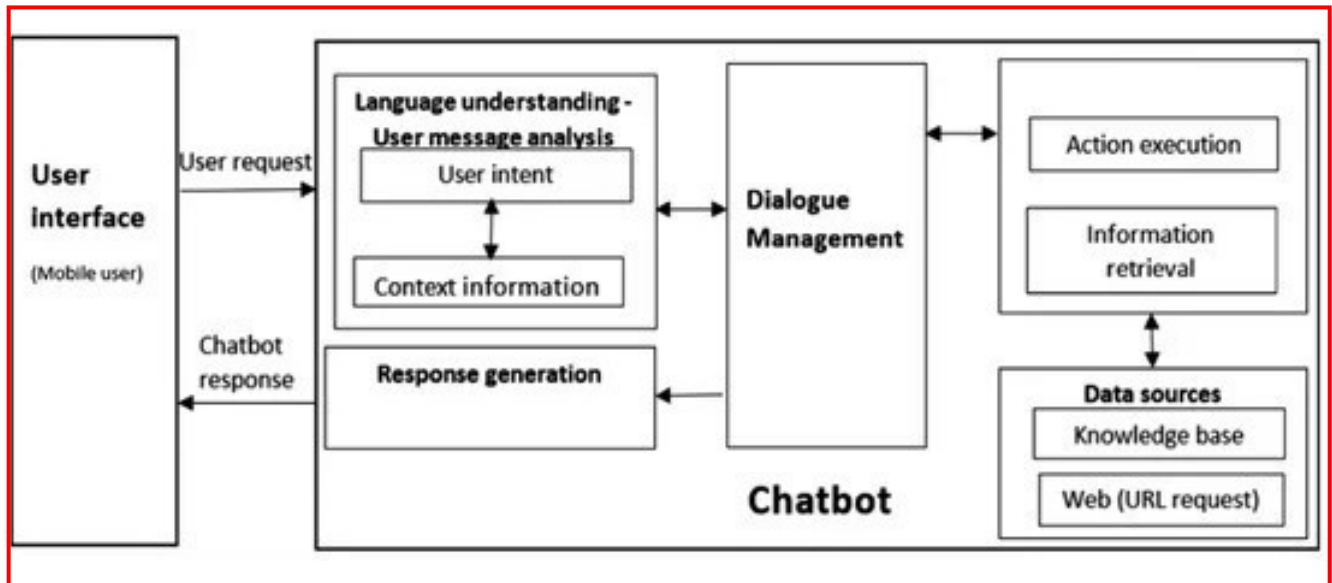 User
interface
(Mobile user)
User request
Chatbot
response
Language understanding -
User message analysis
User intent
Context information
Response generation
Dialogue
Management
Action execution
Information
retrieval
Data sources
Knowledge base
Web (URL request)
Chatbot